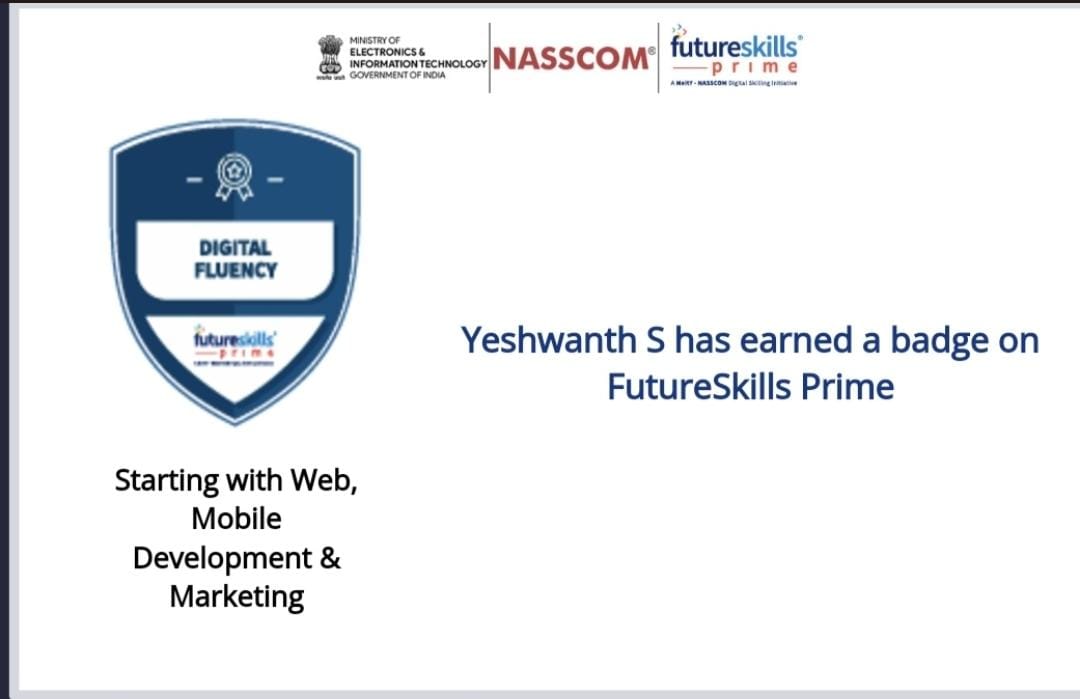 MINISTRY OF
ELECTRONICS &
INFORMATION TECHNOLOGY
GOVERNMENT OF INDIA
NASSCOM®
futureskills®
prime
A MeitY - NASSCOM Digital Skilling Initiative
DIGITAL
FLUENCY
futureskills
prime
Yeshwanth S has earned a badge on
FutureSkills Prime
Starting with Web,
Mobile
Development &
Marketing